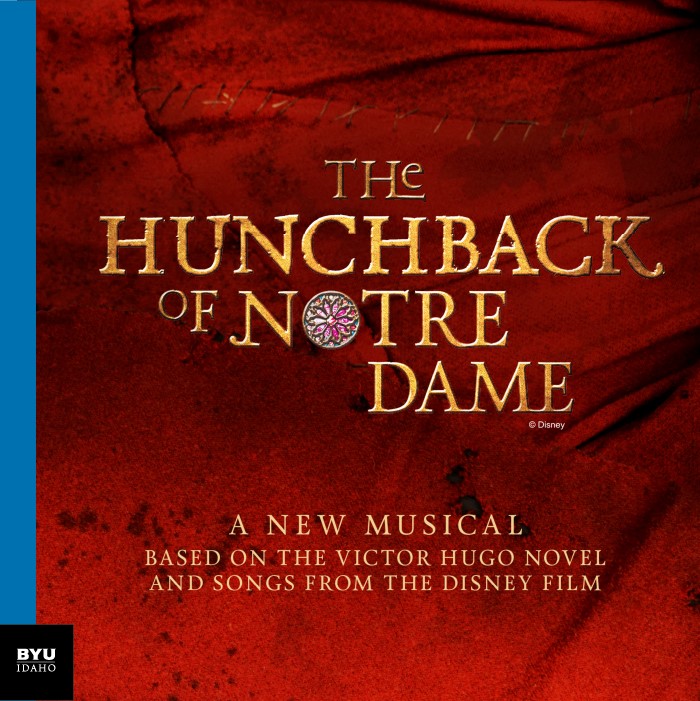 THe
HUNCHBACK
OF NOTRE
DAME
© Disney
A NEW MUSICAL
BASED ON THE VICTOR HUGO NOVEL
AND SONGS FROM THE DISNEY FILM
BYU
IDAHO